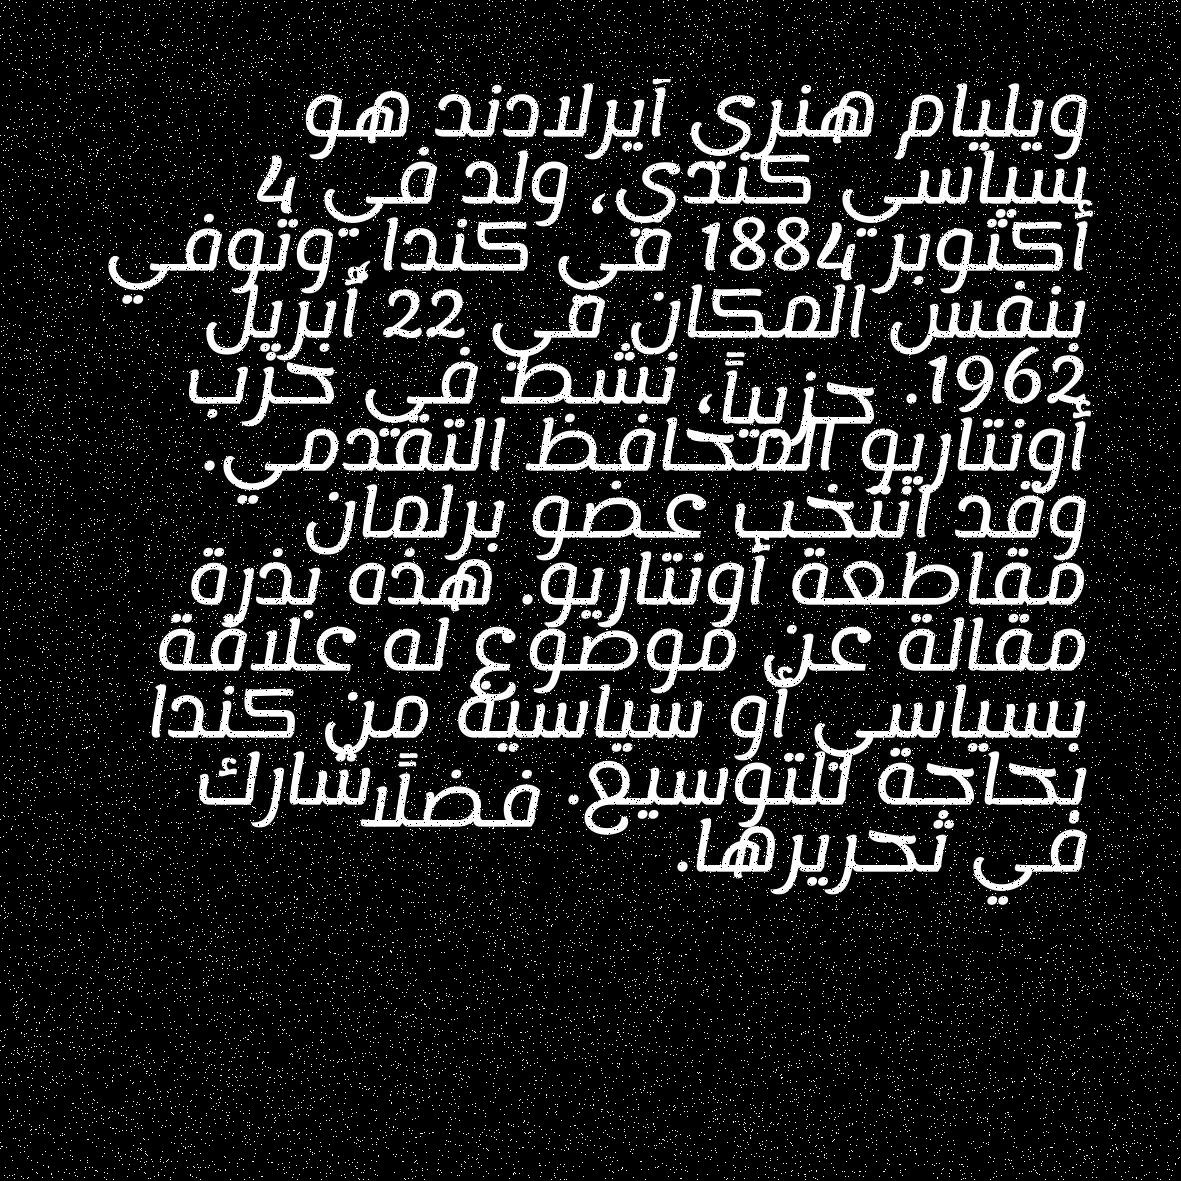 ويليام هنري آيرلاند هو
سياسي كندي، ولد في 4
أكتوبر 1884 في كندا وتوفي
بنفس المكان في 22 أبريل
1962. حزبياً، نشط في حزب
أونتاريو المحافظ التقدمي.
وقد انتخب عضو برلمان
مقاطعة أونتاريو. هذه بذرة
مقالة عن موضوع له علاقة
بسياسي أو سياسية من كندا
بحاجة للتوسيع. فضلًا شارك
في تحريرها.